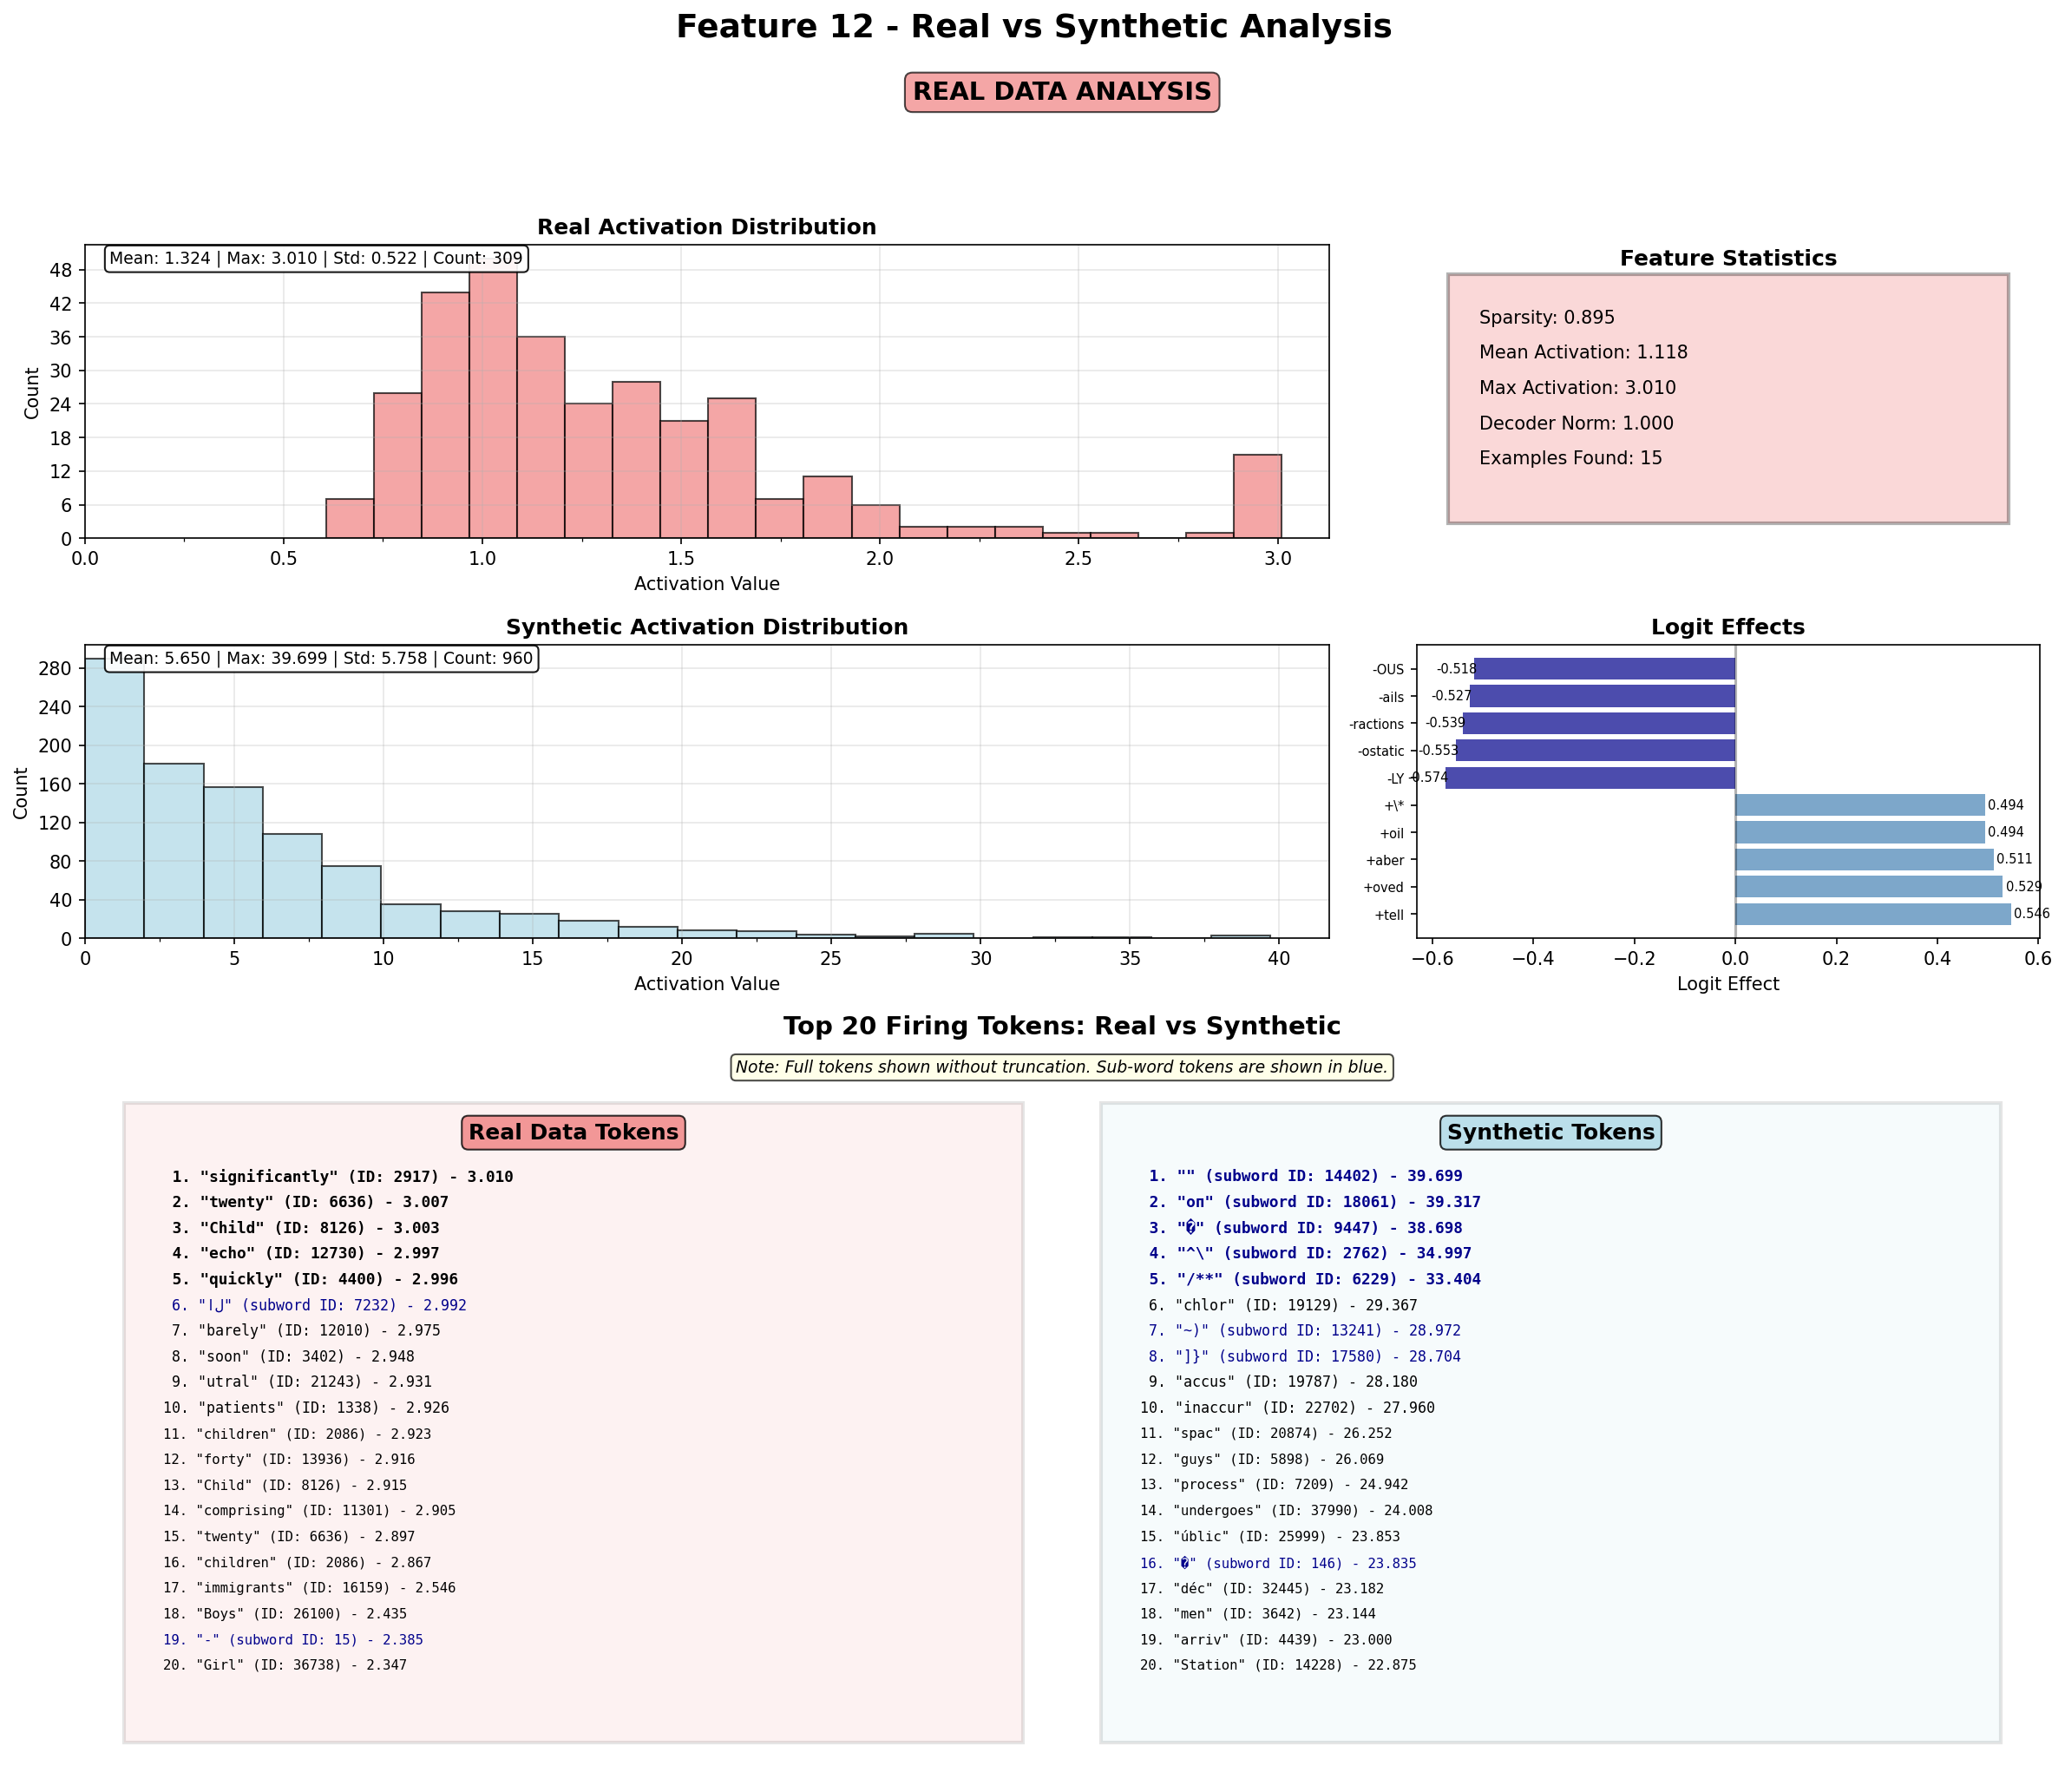 Feature 12 - Real vs Synthetic Analysis
REAL DATA ANALYSIS
Real Activation Distribution
Mean: 1.324 | Max: 3.010 | Std: 0.522 | Count: 309
Count
48
42
36
30
24
18
12
6
0
0.0 0.5 1.0 1.5 2.0 2.5 3.0
Activation Value
Feature Statistics
Sparsity: 0.895
Mean Activation: 1.118
Max Activation: 3.010
Decoder Norm: 1.000
Examples Found: 15
Synthetic Activation Distribution
Mean: 5.650 | Max: 39.699 | Std: 5.758 | Count: 960
Count
280
240
200
160
120
80
40
0
0 5 10 15 20 25 30 35 40
Activation Value
Logit Effects
-OUS -0.518
-ails -0.527
-ractions -0.539
-ostatic -0.553
-LY -0.574
+\* 0.494
+oil 0.494
+aber 0.511
+oved 0.529
+tell 0.546
−0.6 −0.4 −0.2 0.0 0.2 0.4 0.6
Logit Effect
Top 20 Firing Tokens: Real vs Synthetic
Note: Full tokens shown without truncation. Sub-word tokens are shown in blue.
Real Data Tokens
1. "significantly" (ID: 2917) - 3.010
2. "twenty" (ID: 6636) - 3.007
3. "Child" (ID: 8126) - 3.003
4. "echo" (ID: 12730) - 2.997
5. "quickly" (ID: 4400) - 2.996
6. "ال" (subword ID: 7232) - 2.992
7. "barely" (ID: 12010) - 2.975
8. "soon" (ID: 3402) - 2.948
9. "utral" (ID: 21243) - 2.931
10. "patients" (ID: 1338) - 2.926
11. "children" (ID: 2086) - 2.923
12. "forty" (ID: 13936) - 2.916
13. "Child" (ID: 8126) - 2.915
14. "comprising" (ID: 11301) - 2.905
15. "twenty" (ID: 6636) - 2.897
16. "children" (ID: 2086) - 2.867
17. "immigrants" (ID: 16159) - 2.546
18. "Boys" (ID: 26100) - 2.435
19. "-" (subword ID: 15) - 2.385
20. "Girl" (ID: 36738) - 2.347
Synthetic Tokens
1. "" (subword ID: 14402) - 39.699
2. "оп" (subword ID: 18061) - 39.317
3. "�" (subword ID: 9447) - 38.698
4. "^\" (subword ID: 2762) - 34.997
5. "/**" (subword ID: 6229) - 33.404
6. "chlor" (ID: 19129) - 29.367
7. "~)" (subword ID: 13241) - 28.972
8. "]}" (subword ID: 17580) - 28.704
9. "accus" (ID: 19787) - 28.180
10. "inaccur" (ID: 22702) - 27.960
11. "spac" (ID: 20874) - 26.252
12. "guys" (ID: 5898) - 26.069
13. "process" (ID: 7209) - 24.942
14. "undergoes" (ID: 37990) - 24.008
15. "úblic" (ID: 25999) - 23.853
16. "�" (subword ID: 146) - 23.835
17. "déc" (ID: 32445) - 23.182
18. "men" (ID: 3642) - 23.144
19. "arriv" (ID: 4439) - 23.000
20. "Station" (ID: 14228) - 22.875